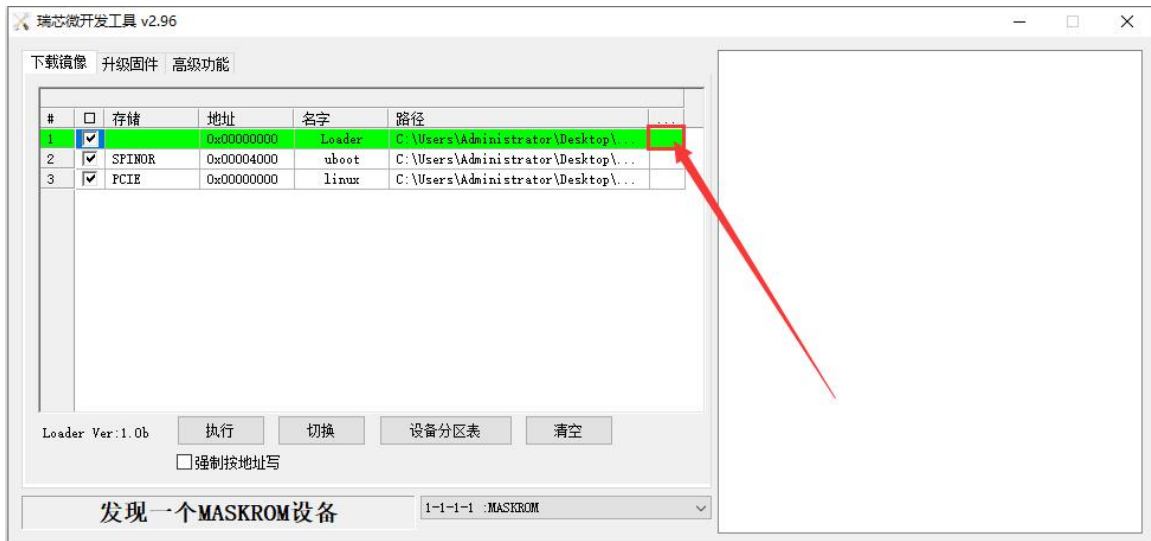 瑞芯微开发工具 v2.96
下载镜像 升级固件 高级功能
# 存储 地址 名字 路径 ...
1 0x00000000 Loader C:\Users\Administrator\Desktop\...
2 SPINOR 0x00004000 uboot C:\Users\Administrator\Desktop\...
3 PCIE 0x00000000 linux C:\Users\Administrator\Desktop\...
Loader Ver:1.0b 执行 切换 设备分区表 清空
强制按地址写
发现一个MASKROM设备 1-1-1-1 :MASKROM